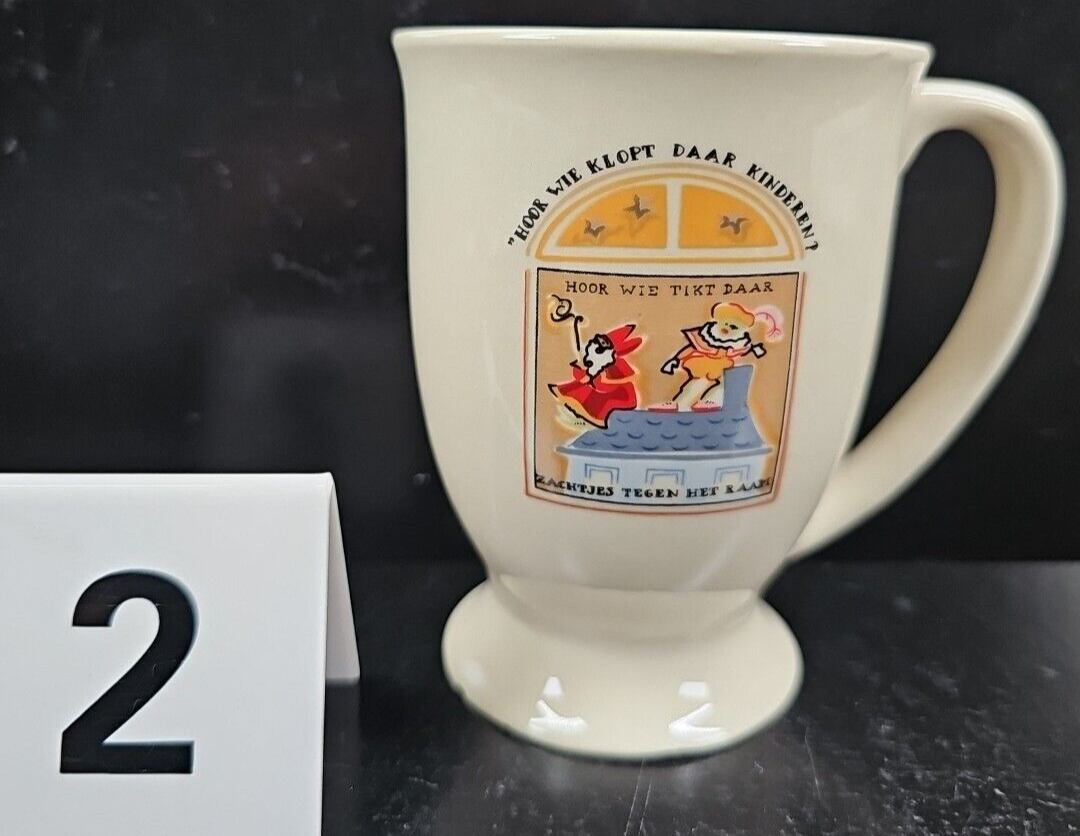 "HOOR WIE KLOPT DAAR KINDEREN?
HOOR WIE TIKT DAAR
ZACHTJES TEGEN HET RAAM
2